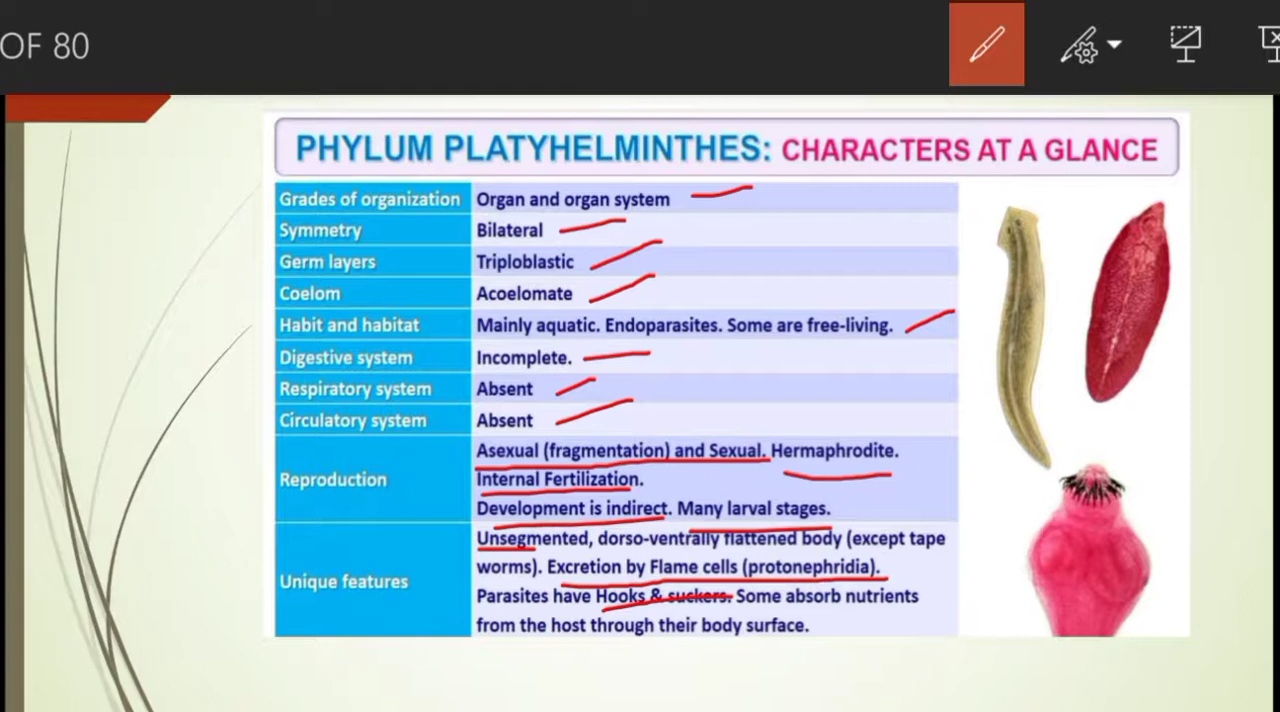 OF 80
PHYLUM PLATYHELMINTHES: CHARACTERS AT A GLANCE
Grades of organization Organ and organ system
Symmetry Bilateral
Germ layers Triploblastic
Coelom Acoelomate
Habit and habitat Mainly aquatic. Endoparasites. Some are free-living.
Digestive system Incomplete.
Respiratory system Absent
Circulatory system Absent
Reproduction Asexual (fragmentation) and Sexual. Hermaphrodite.
Internal Fertilization.
Development is indirect. Many larval stages.
Unique features Unsegmented, dorso-ventrally flattened body (except tape
worms). Excretion by Flame cells (protonephridia).
Parasites have Hooks & suckers. Some absorb nutrients
from the host through their body surface.